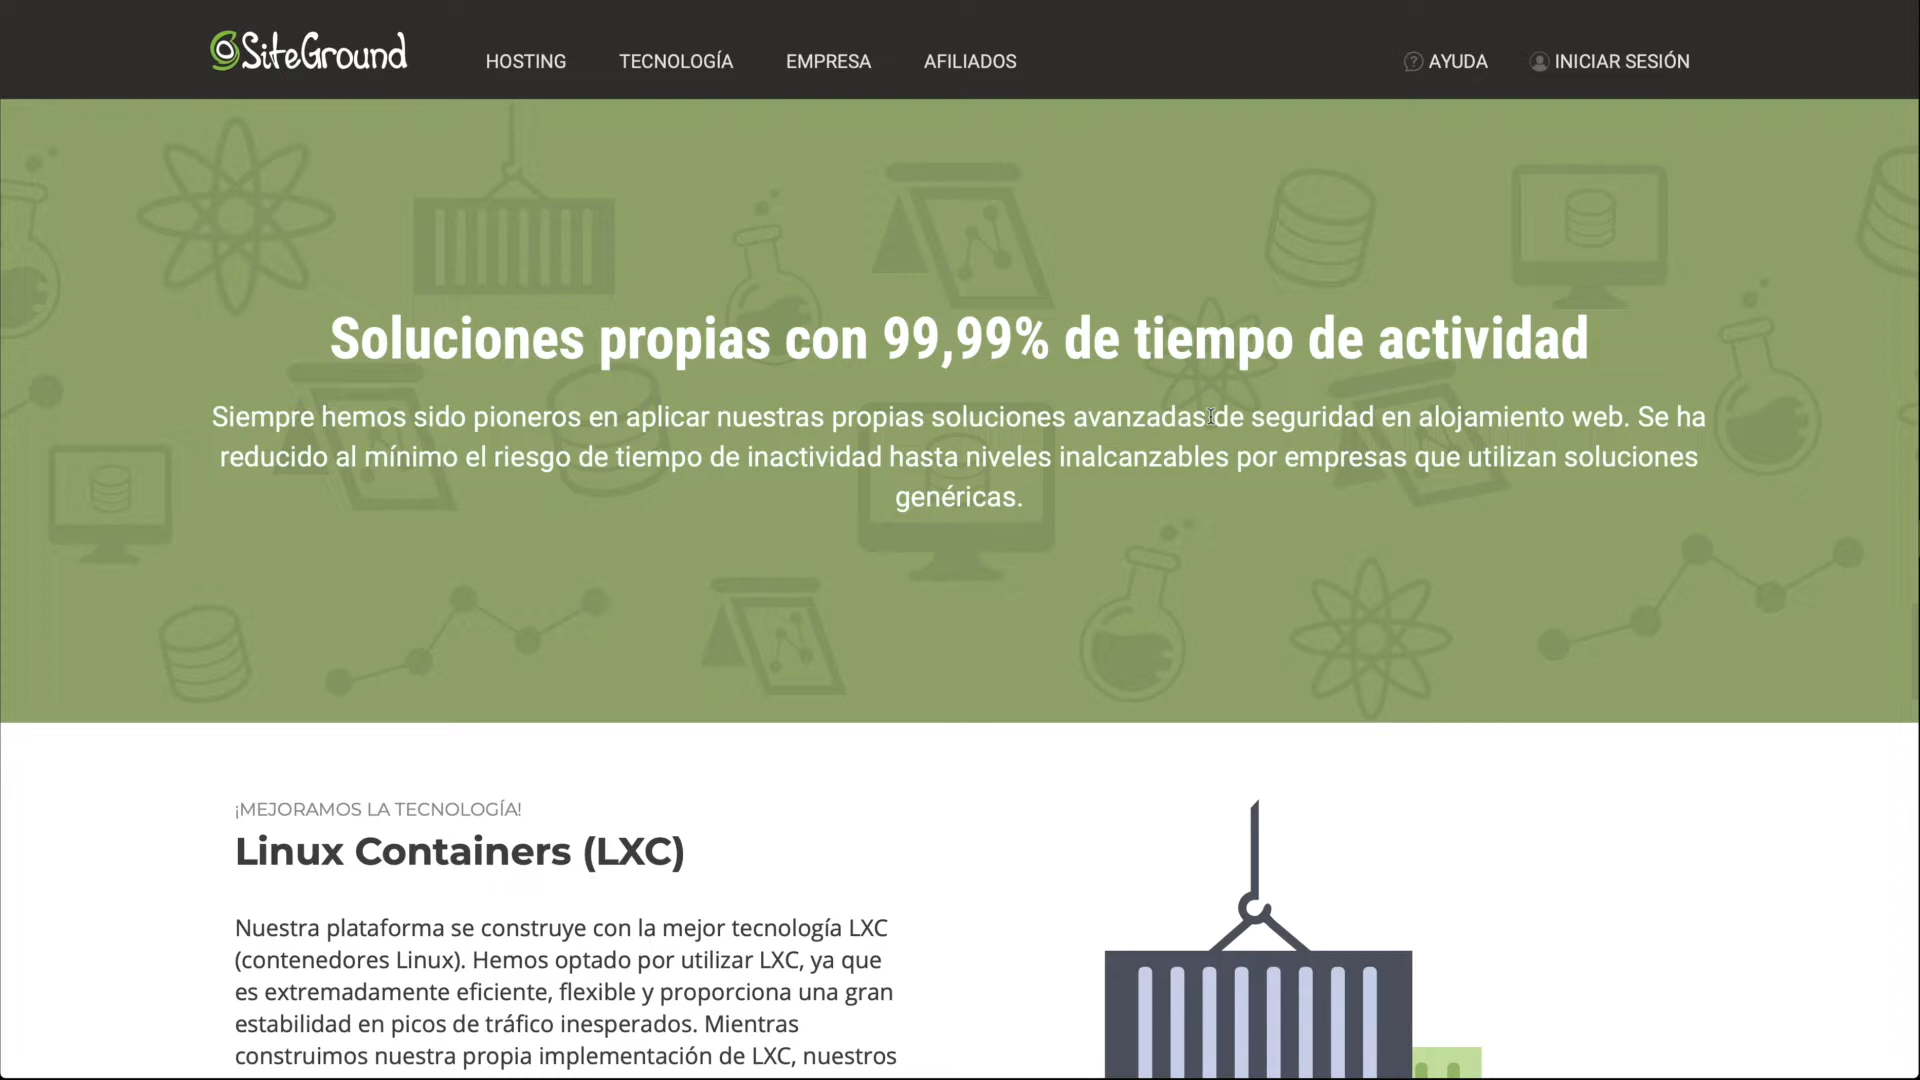 SiteGround
HOSTING TECNOLOGÍA EMPRESA AFILIADOS AYUDA INICIAR SESIÓN
Soluciones propias con 99,99% de tiempo de actividad
Siempre hemos sido pioneros en aplicar nuestras propias soluciones avanzadas de seguridad en alojamiento web. Se ha
reducido al mínimo el riesgo de tiempo de inactividad hasta niveles inalcanzables por empresas que utilizan soluciones
genéricas.
¡MEJORAMOS LA TECNOLOGÍA!
Linux Containers (LXC)
Nuestra plataforma se construye con la mejor tecnología LXC
(contenedores Linux). Hemos optado por utilizar LXC, ya que
es extremadamente eficiente, flexible y proporciona una gran
estabilidad en picos de tráfico inesperados. Mientras
construimos nuestra propia implementación de LXC, nuestros